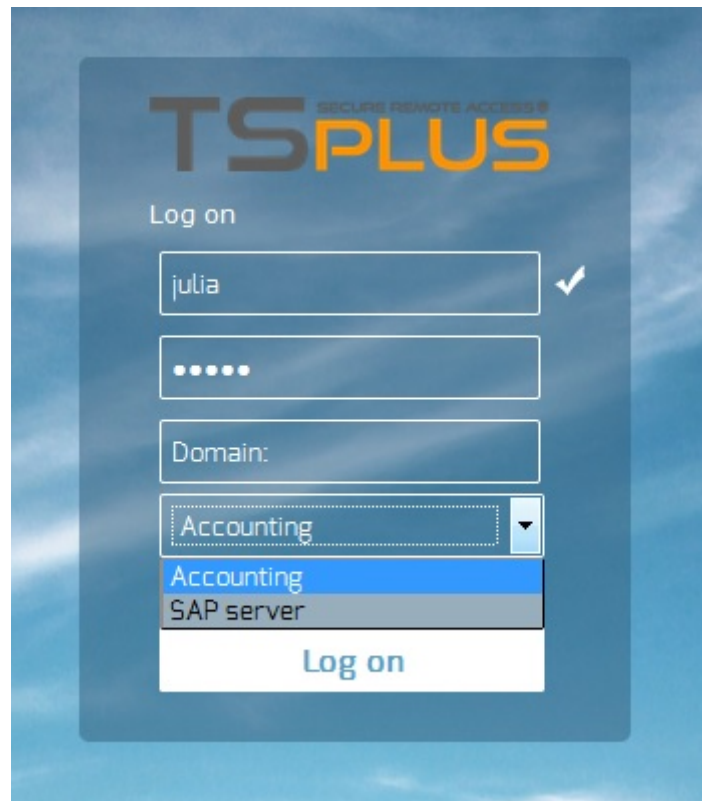 SECURE REMOTE ACCESS®
TSPLUS
Log on
julia
•••••
Domain:
Accounting
Accounting
SAP server
Log on